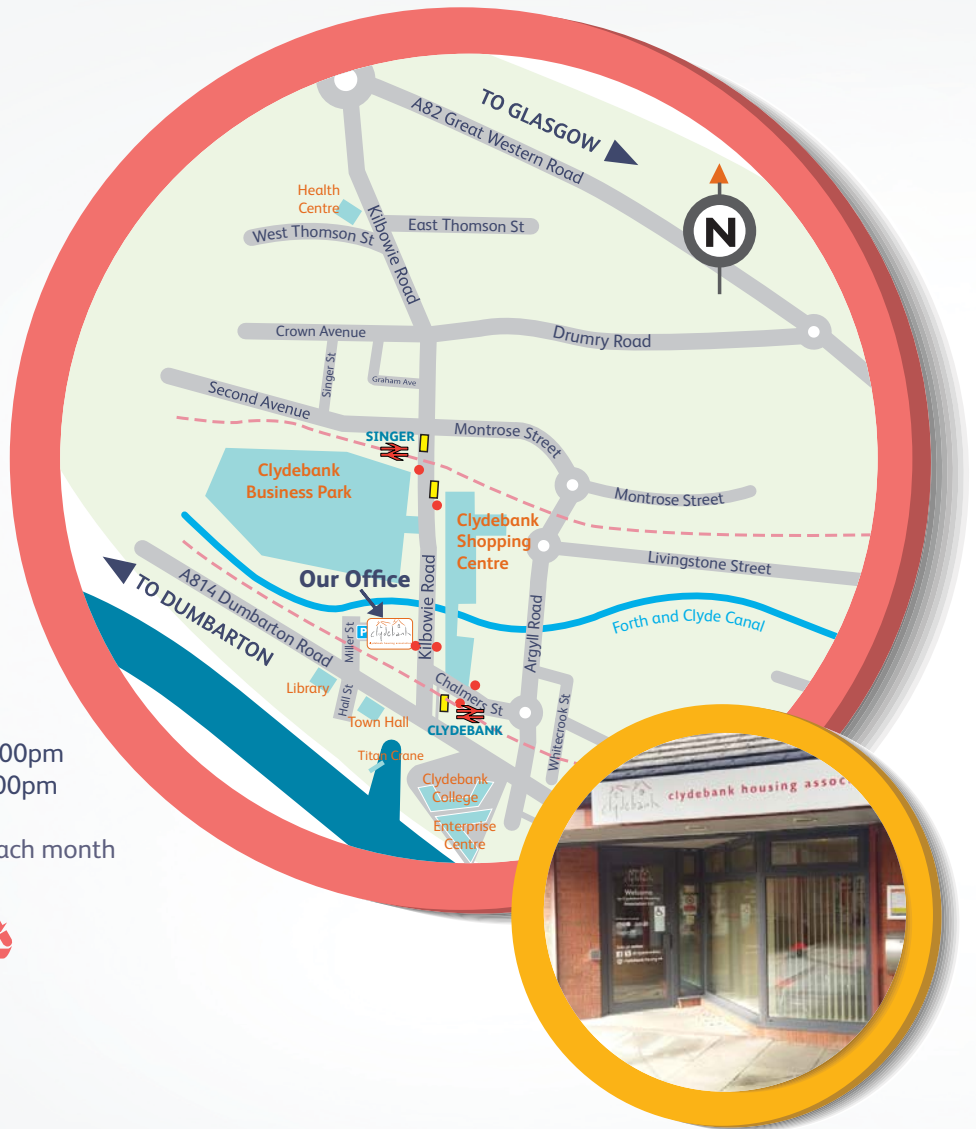 TO GLASGOW
A82 Great Western Road
N
Health
Centre
Kilbowie Road
West Thomson St
East Thomson St
Crown Avenue
Drumry Road
Singer St
Graham Ave
Second Avenue
SINGER
Montrose Street
Clydebank
Business Park
Montrose Street
Clydebank
Shopping
Centre
Livingstone Street
Our Office
TO DUMBARTON
A814 Dumbarton Road
Kilbowie Road
Argyll Road
Forth and Clyde Canal
Miller St
P
clydebank
Library
Hall St
Town Hall
Chalmers St
CLYDEBANK
Whitecrook St
Titan Crane
Clydebank
College
Enterprise
Centre
00pm
00pm
ach month
clydebank
clydebank housing assoc
Welcome